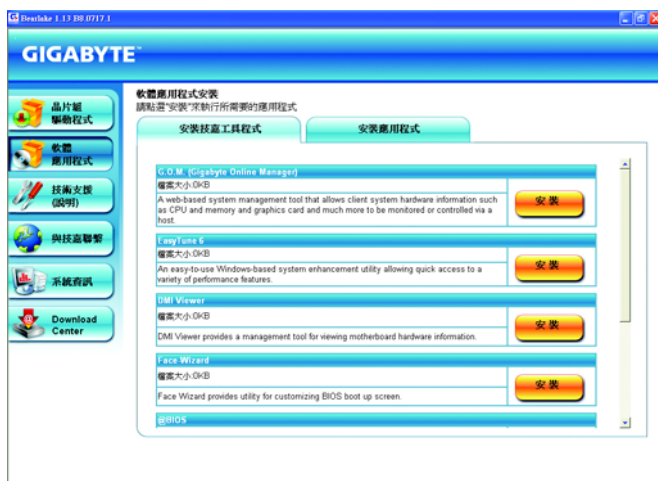 Bearlake 1.13 B8.0717.1
GIGABYTE™
晶片組
驅動程式
軟體
應用程式
技術支援
(說明)
與技嘉聯繫
系統資訊
Download
Center
軟體應用程式安裝
請點選"安裝"來執行所需要的應用程式
安裝技嘉工具程式
安裝應用程式
G.O.M. (Gigabyte Online Manager)
檔案大小:0KB
A web-based system management tool that allows client system hardware information such
as CPU and memory and graphics card and much more to be monitored or controlled via a
host.
安裝
EasyTune 6
檔案大小:0KB
An easy-to-use Windows-based system enhancement utility allowing quick access to a
variety of performance features.
安裝
DMI Viewer
檔案大小:0KB
DMI Viewer provides a management tool for viewing motherboard hardware information.
安裝
Face-Wizard
檔案大小:0KB
Face Wizard provides utility for customizing BIOS boot up screen.
安裝
@BIOS